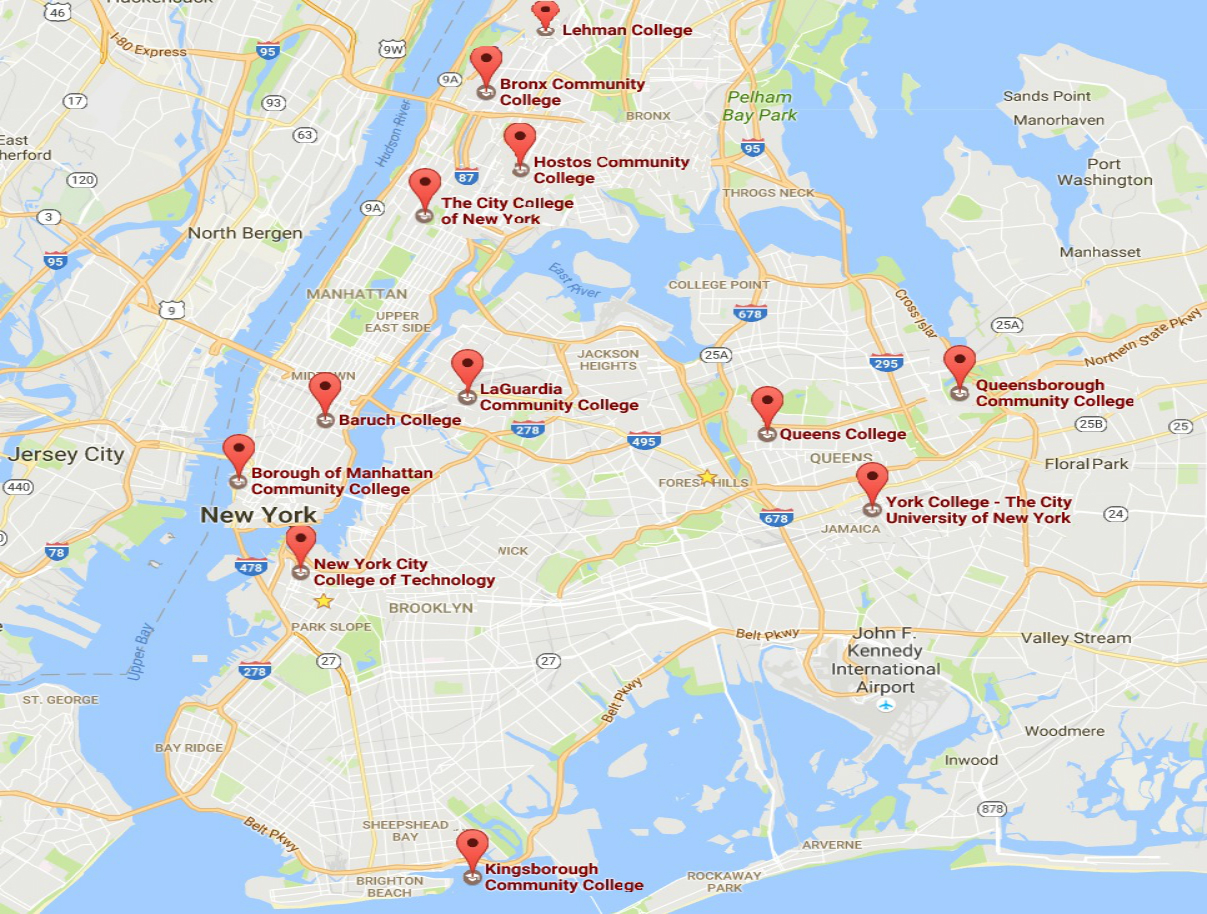 Hackensack
46
Lehman College
I-80 Express
95
9W
9A
Bronx Community
College
Pelham
Bay Park
Sands Point
Manorhaven
17
93
63
Hudson River
BRONX
East
herford
95
Hostos Community
College
Port
Washington
120
87
THROGS NECK
3
9A
The City College
of New York
North Bergen
95
East River
Manhasset
MANHATTAN
COLLEGE POINT
9
UPPER
EAST SIDE
678
Cross Islan
25A
Northern State Pkwy
JACKSON
HEIGHTS
25A
295
MIDTOWN
LaGuardia
Community College
Queensborough
Community College
Baruch College
278
495
Queens College
25B
25
Jersey City
QUEENS
Floral Park
Borough of Manhattan
Community College
440
FOREST HILLS
New York
678
York College - The City
University of New York
24
JAMAICA
78
478
New York City
College of Technology
WICK
BROOKLYN
PARK SLOPE
Upper Bay
Belt Pkwy
John F.
Kennedy
International
Airport
Valley Stream
27
27
278
Belt Pkwy
ST. GEORGE
BAY RIDGE
Woodmere
Inwood
878
Belt Pkwy
SHEEPSHEAD
BAY
ARVERNE
Kingsborough
Community College
BRIGHTON
BEACH
ROCKAWAY
PARK